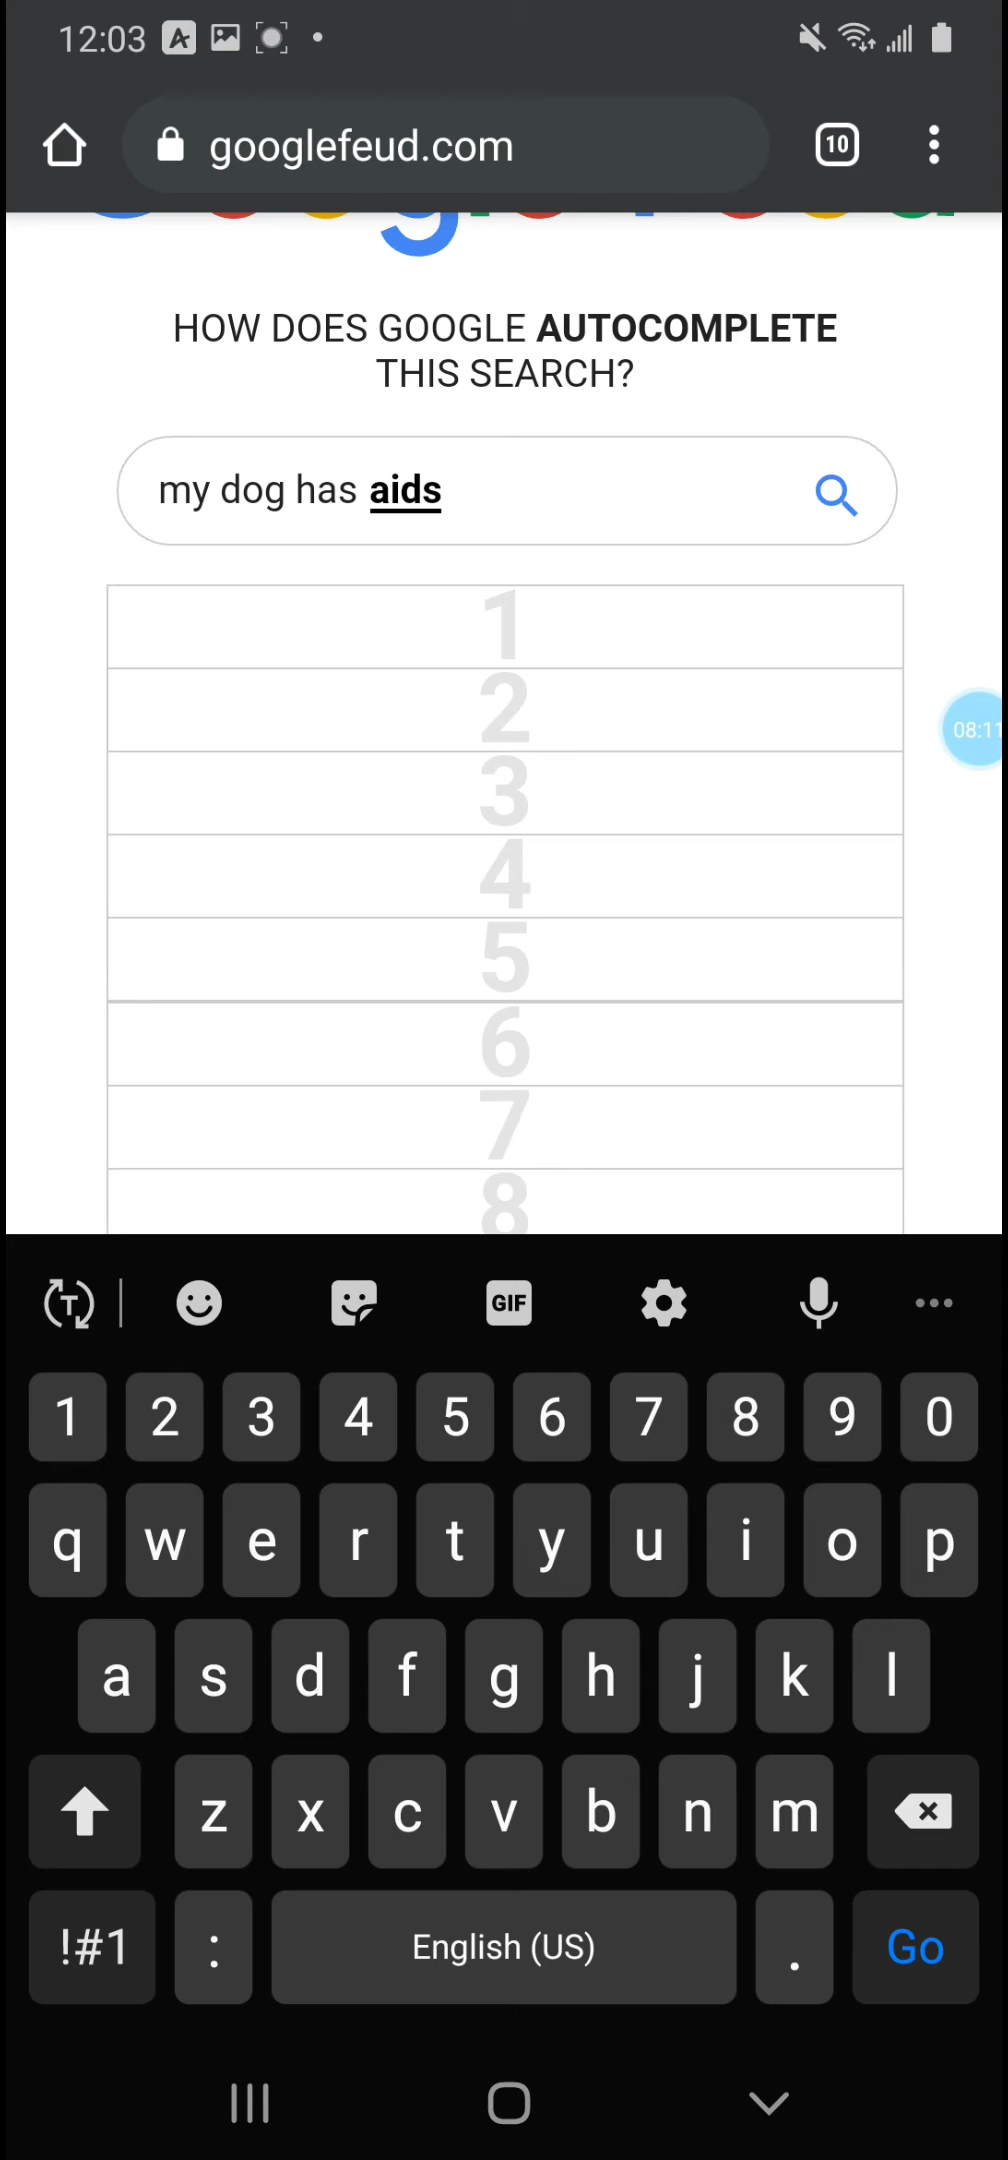 12:03
googlefeud.com
10
HOW DOES GOOGLE AUTOCOMPLETE
THIS SEARCH?
my dog has aids
1
2
3
4
5
6
7
8
08:11
T
GIF
1 2 3 4 5 6 7 8 9 0
q w e r t y u i o p
a s d f g h j k l
z x c v b n m
!#1 : English (US) . Go